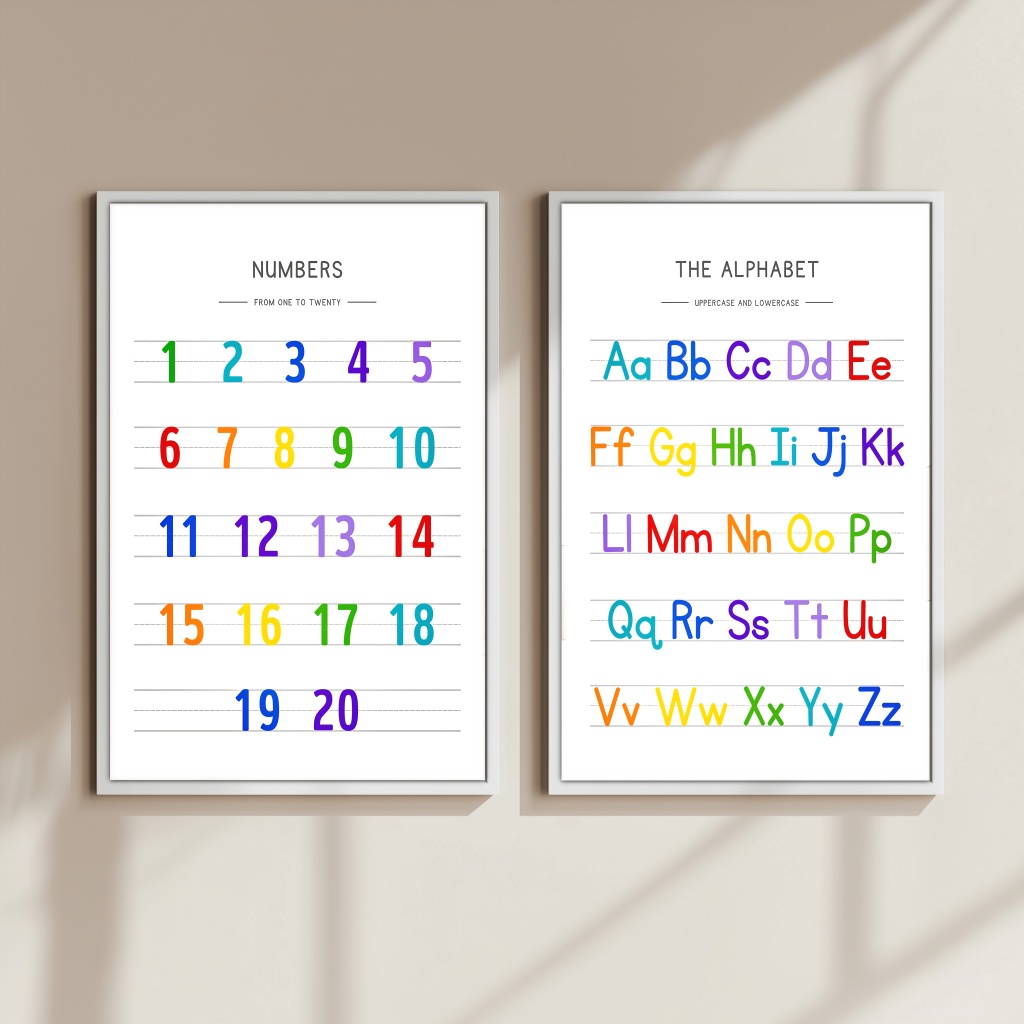 NUMBERS
FROM ONE TO TWENTY
1 2 3 4 5
6 7 8 9 10
11 12 13 14
15 16 17 18
19 20
THE ALPHABET
UPPERCASE AND LOWERCASE
Aa Bb Cc Dd Ee
Ff Gg Hh Ii Jj Kk
Ll Mm Nn Oo Pp
Qq Rr Ss Tt Uu
Vv Ww Xx Yy Zz